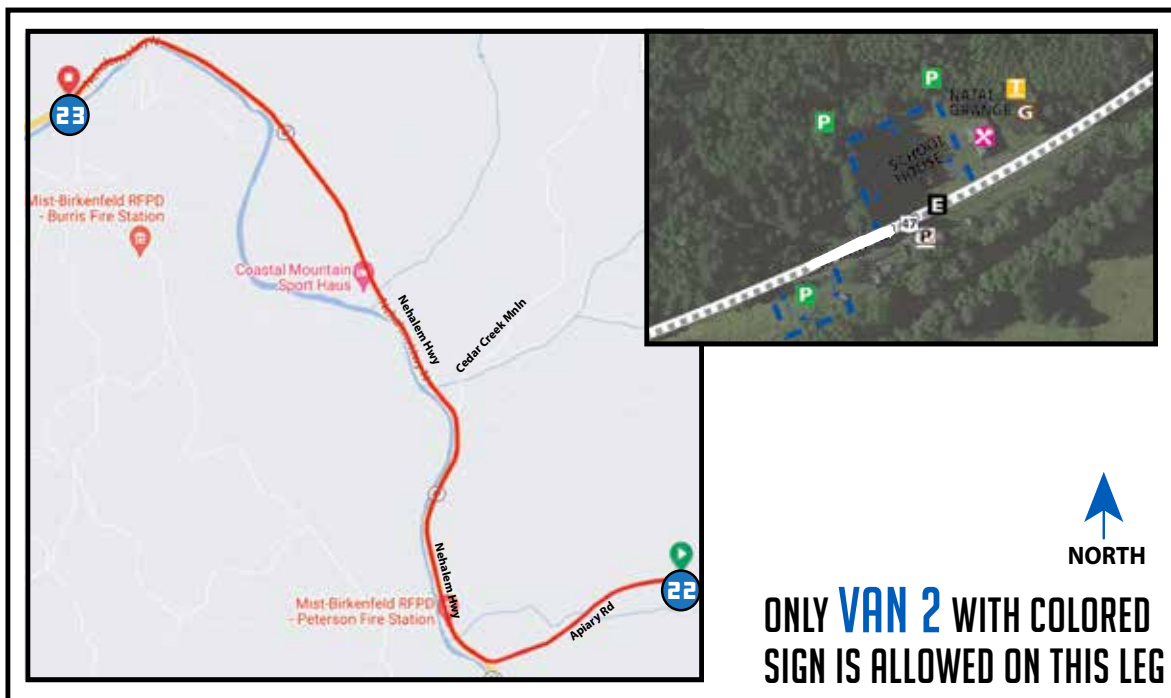 23
Mist-Birkenfeld RFPD
- Burris Fire Station
Coastal Mountain
Sport Haus
Nehalem Hwy
Cedar Creek Mnln
Nehalem Hwy
Mist-Birkenfeld RFPD
- Peterson Fire Station
Apiary Rd
22
P
P
NATAL
GRANGE
T
G
SCHOOL
HOUSE
E
47
P
P
NORTH
ONLY VAN 2 WITH COLORED
SIGN IS ALLOWED ON THIS LEG